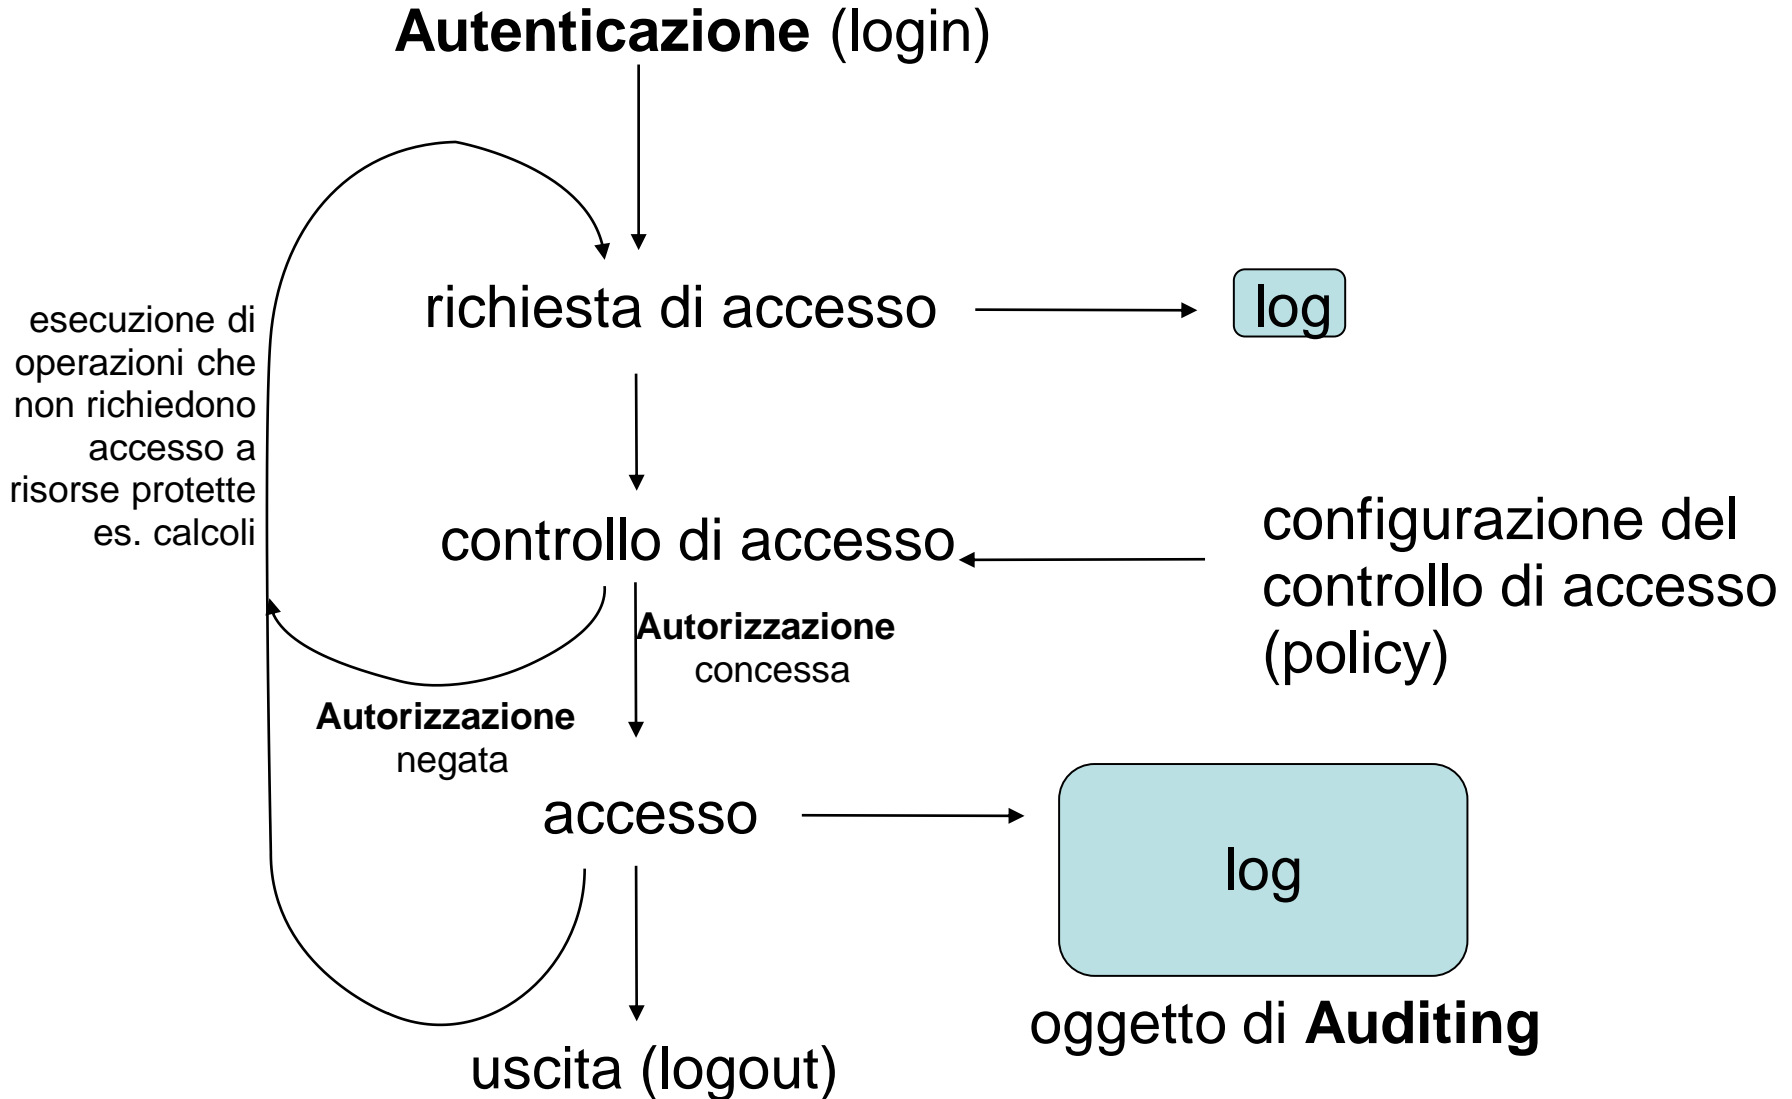 Autenticazione (login)
richiesta di accesso
log
esecuzione di
operazioni che
non richiedono
accesso a
risorse protette
es. calcoli
controllo di accesso
configurazione del
controllo di accesso
(policy)
Autorizzazione
concessa
Autorizzazione
negata
accesso
log
oggetto di Auditing
uscita (logout)